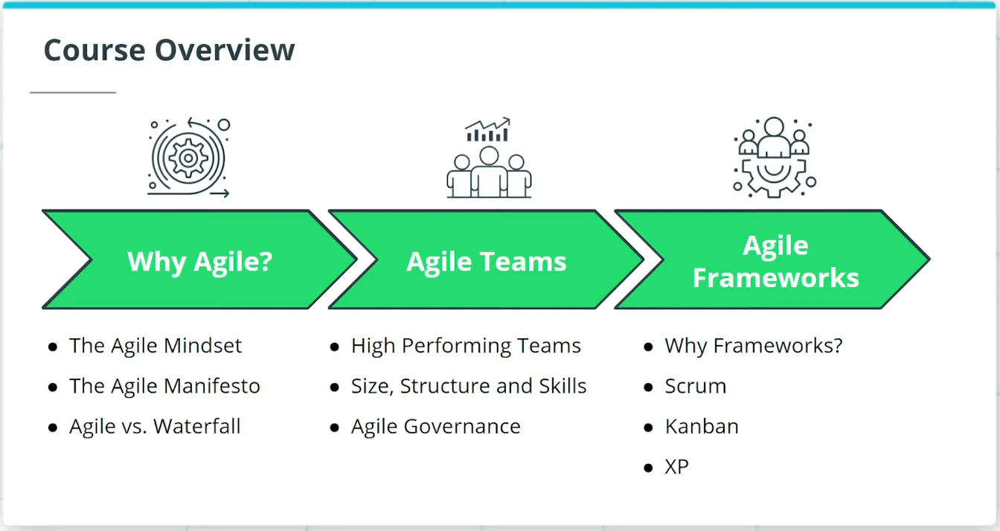 Course Overview
Why Agile?
• The Agile Mindset
• The Agile Manifesto
• Agile vs. Waterfall
Agile Teams
• High Performing Teams
• Size, Structure and Skills
• Agile Governance
Agile
Frameworks
• Why Frameworks?
• Scrum
• Kanban
• XP